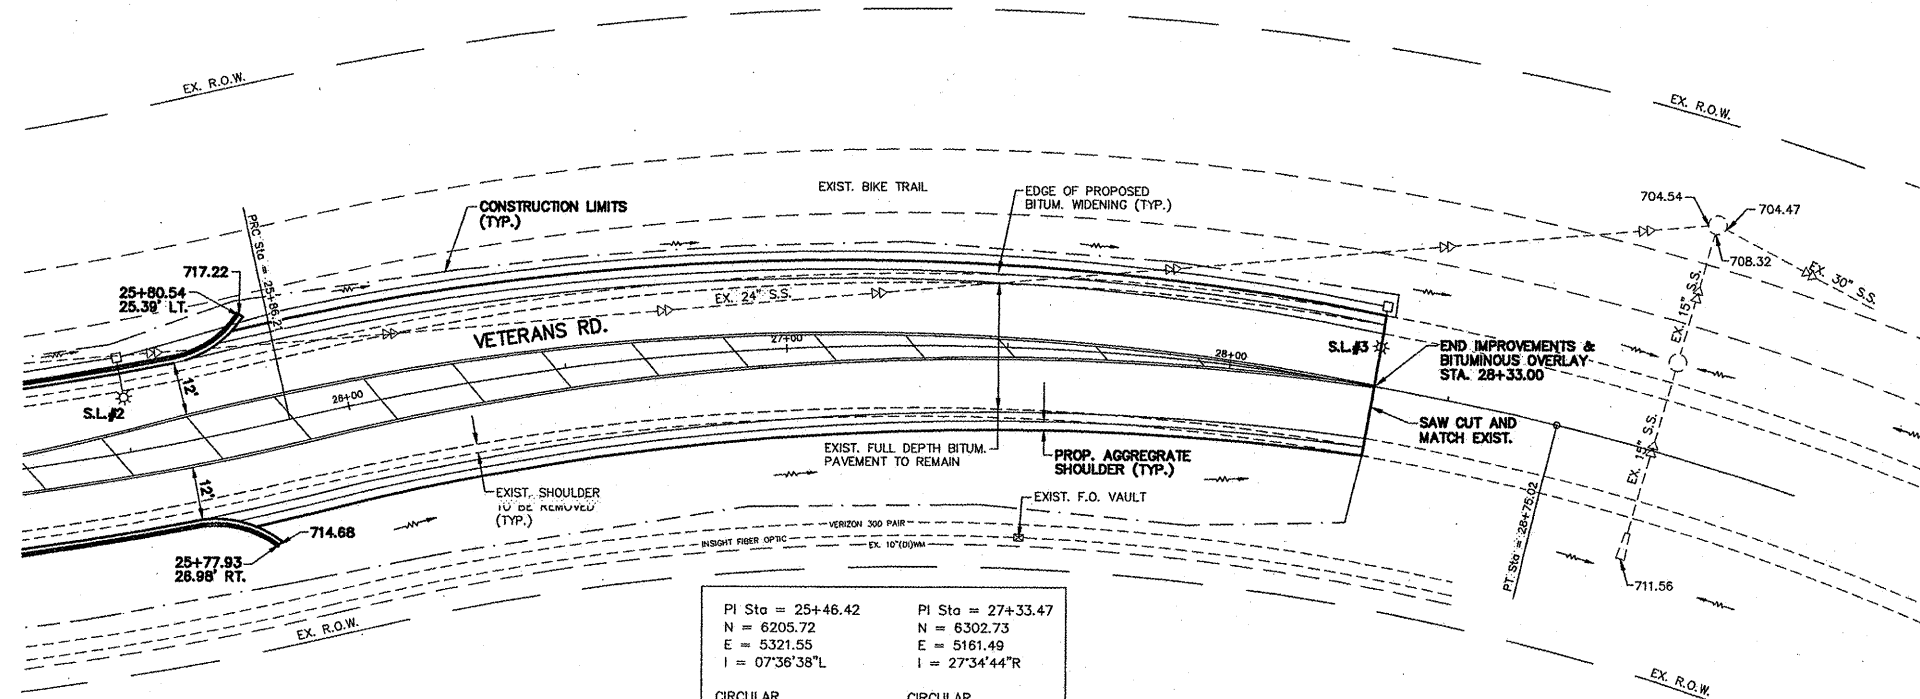 EX. R.O.W.
EX. R.O.W.
EXIST. BIKE TRAIL
EDGE OF PROPOSED
BITUM. WIDENING (TYP.)
CONSTRUCTION LIMITS
(TYP.)
704.54
704.47
708.32
EX. 30" S.S.
EX. 15" S.S.
PRC Sta = 25+86.21
717.22
25+80.54
25.39' LT.
EX. 24" S.S.
VETERANS RD.
27+00
28+00
S.L.#3
END IMPROVEMENTS &
BITUMINOUS OVERLAY
STA. 28+33.00
S.L.#2
12'
26+00
SAW CUT AND
MATCH EXIST.
EXIST. FULL DEPTH BITUM.
PAVEMENT TO REMAIN
PROP. AGGREGRATE
SHOULDER (TYP.)
EX. 15" S.S.
12'
EXIST. SHOULDER
TO BE REMOVED
(TYP.)
EXIST. F.O. VAULT
714.68
VERIZON 300 PAIR
INSIGHT FIBER OPTIC
EX. 10"(DI)WM
PT Sta = 28+75.02
25+77.93
26.98' RT.
711.56
EX. R.O.W.
PI Sta = 25+46.42
N = 6205.72
E = 5321.55
I = 07°36'38"L
PI Sta = 27+33.47
N = 6302.73
E = 5161.49
I = 27°34'44"R
CIRCULAR
CIRCULAR
EX. R.O.W.